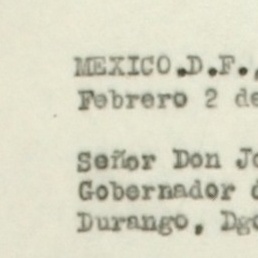 MEXICO.D.F.,
Febrero 2 de
Señor Don Jo
Gobernador d
Durango, Dgo